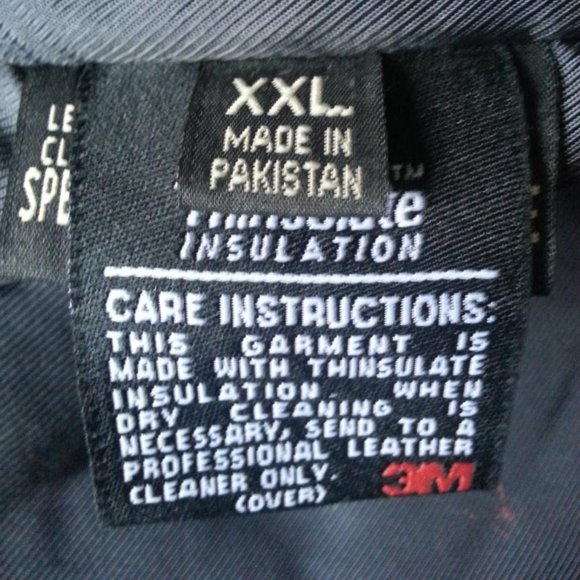 XXL
MADE IN
PAKISTAN
TM
INSULATION
CARE INSTRUCTIONS:
THIS GARMENT IS
MADE WITH THINSULATE
INSULATION. WHEN
DRY CLEANING IS
NECESSARY, SEND TO A
PROFESSIONAL LEATHER
CLEANER ONLY.
(OVER) 3M